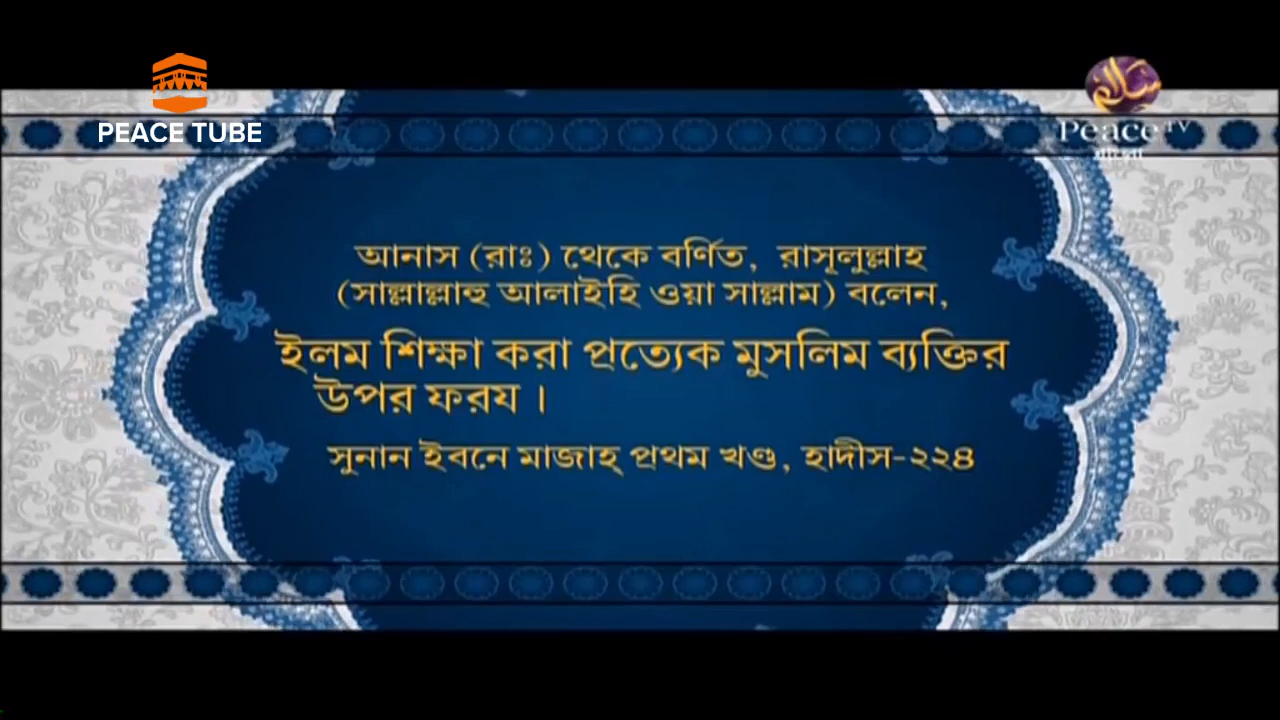 PEACE TUBE
سلام
Peace TV
বাংলা
আনাস (রাঃ) থেকে বর্ণিত, রাসূলুল্লাহ
(সাল্লাল্লাহু আলাইহি ওয়া সাল্লাম) বলেন,
ইলম শিক্ষা করা প্রত্যেক মুসলিম ব্যক্তির
উপর ফরয ।
সুনান ইবনে মাজাহ্ প্রথম খণ্ড, হাদীস-২২৪